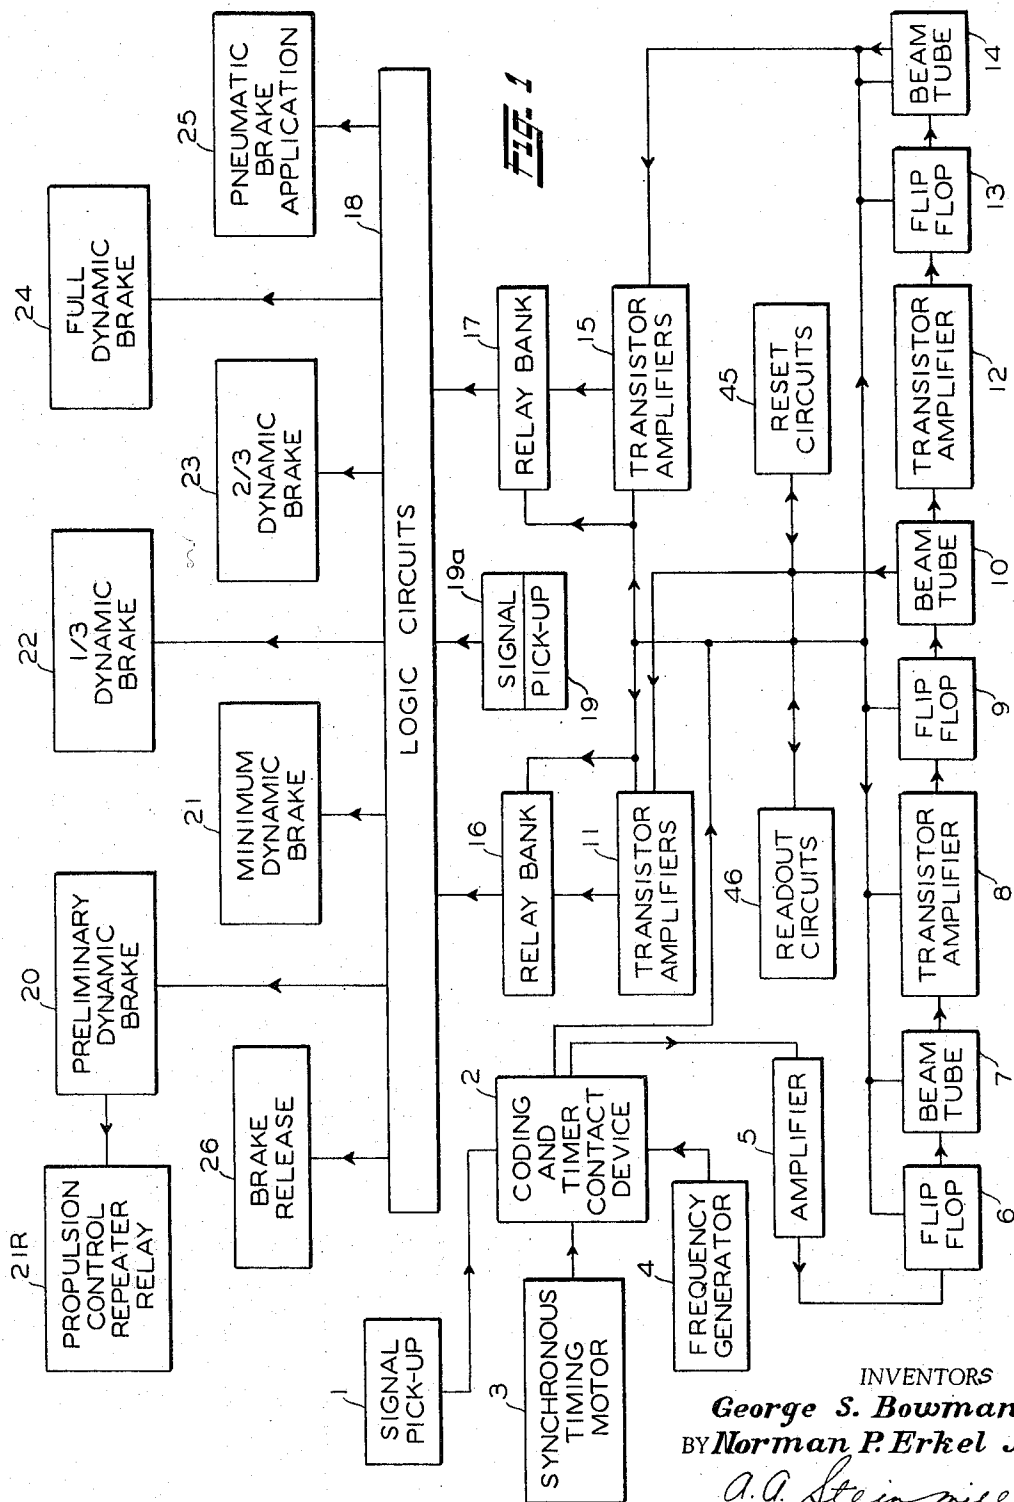 21R
PROPULSION
CONTROL
REPEATER
RELAY
20
PRELIMINARY
DYNAMIC
BRAKE
22
1/3
DYNAMIC
BRAKE
24
FULL
DYNAMIC
BRAKE
26
BRAKE
RELEASE
21
MINIMUM
DYNAMIC
BRAKE
23
2/3
DYNAMIC
BRAKE
25
PNEUMATIC
BRAKE
APPLICATION
18
LOGIC CIRCUITS
Fig. 1
1
SIGNAL
PICK-UP
3
SYNCHRONOUS
TIMING
MOTOR
2
CODING
AND
TIMER
CONTACT
DEVICE
4
FREQUENCY
GENERATOR
5
AMPLIFIER
16
RELAY BANK
11
TRANSISTOR
AMPLIFIERS
19a
SIGNAL
PICK-UP
19
17
RELAY BANK
15
TRANSISTOR
AMPLIFIERS
46
READOUT
CIRCUITS
45
RESET
CIRCUITS
FLIP
FLOP
6
BEAM
TUBE
7
TRANSISTOR
AMPLIFIER
8
FLIP
FLOP
9
BEAM
TUBE
10
TRANSISTOR
AMPLIFIER
12
FLIP
FLOP
13
BEAM
TUBE
14
INVENTORS
George S. Bowman
BY Norman P. Erkel J
A. A. Steinmil